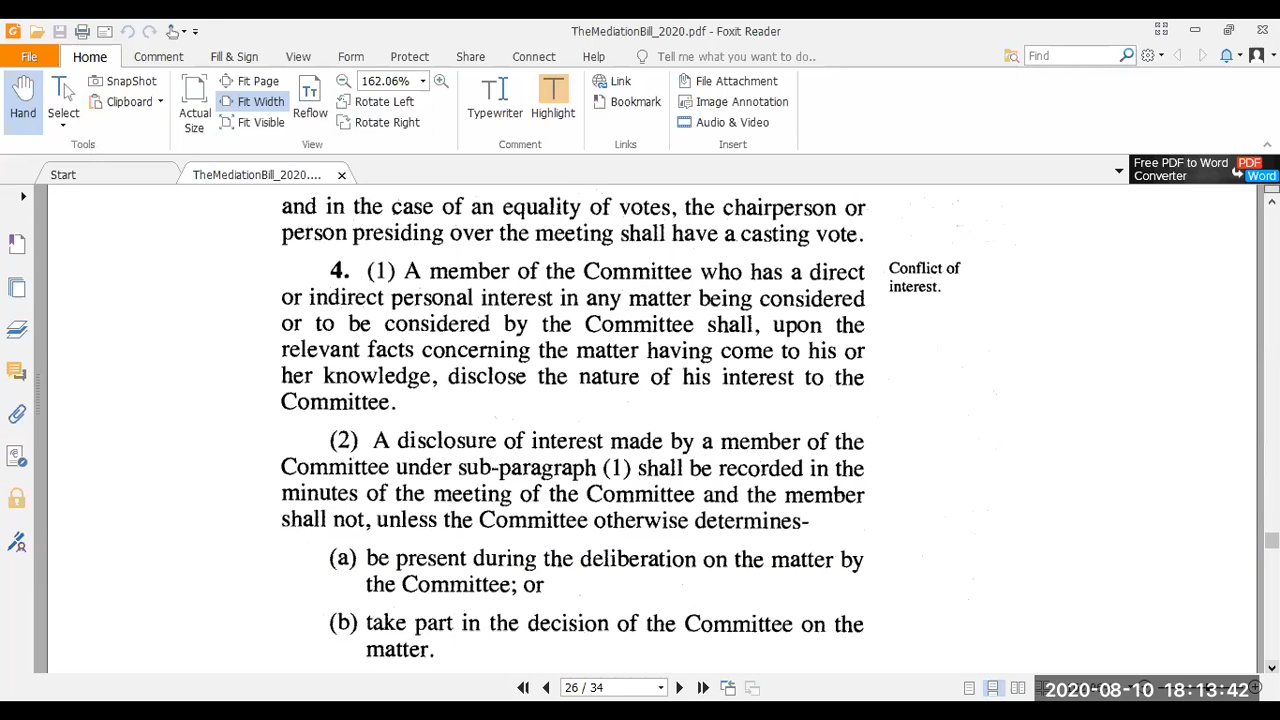 TheMediationBill_2020.pdf - Foxit Reader
File Home Comment Fill & Sign View Form Protect Share Connect Help Tell me what you want to do.. Find
Hand
Select
SnapShot
Clipboard
Tools
Actual Size
Fit Page
Fit Width
Fit Visible
Reflow
162.06%
Rotate Left
Rotate Right
View
Typewriter
Highlight
Comment
Link
Bookmark
Links
File Attachment
Image Annotation
Audio & Video
Insert
Start TheMediationBill_2020....
Free PDF to Word
Converter
PDF
Word
and in the case of an equality of votes, the chairperson or
person presiding over the meeting shall have a casting vote.
4. (1) A member of the Committee who has a direct
or indirect personal interest in any matter being considered
or to be considered by the Committee shall, upon the
relevant facts concerning the matter having come to his or
her knowledge, disclose the nature of his interest to the
Committee.
Conflict of
interest.
(2) A disclosure of interest made by a member of the
Committee under sub-paragraph (1) shall be recorded in the
minutes of the meeting of the Committee and the member
shall not, unless the Committee otherwise determines-
(a) be present during the deliberation on the matter by
the Committee; or
(b) take part in the decision of the Committee on the
matter.
26 / 34
2020-08-10 18:13:42